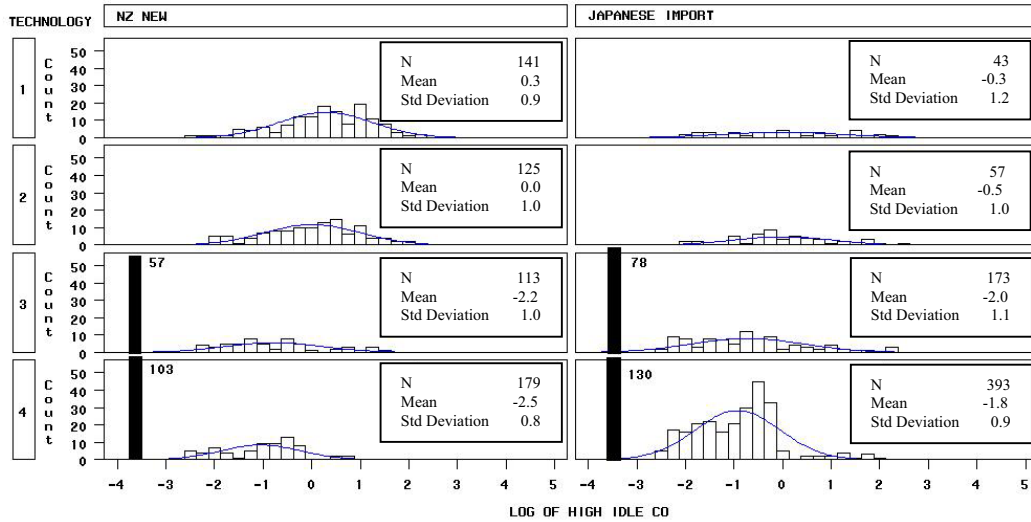 TECHNOLOGY NZ NEW JAPANESE IMPORT
1
Count
50
40
30
20
10
0
N 141
Mean 0.3
Std Deviation 0.9
N 43
Mean -0.3
Std Deviation 1.2
2
Count
50
40
30
20
10
0
N 125
Mean 0.0
Std Deviation 1.0
N 57
Mean -0.5
Std Deviation 1.0
3
Count
50
40
30
20
10
0
57
N 113
Mean -2.2
Std Deviation 1.0
78
N 173
Mean -2.0
Std Deviation 1.1
4
Count
50
40
30
20
10
0
103
N 179
Mean -2.5
Std Deviation 0.8
130
N 393
Mean -1.8
Std Deviation 0.9
-4 -3 -2 -1 0 1 2 3 4 5 -4 -3 -2 -1 0 1 2 3 4 5
LOG OF HIGH IDLE CO